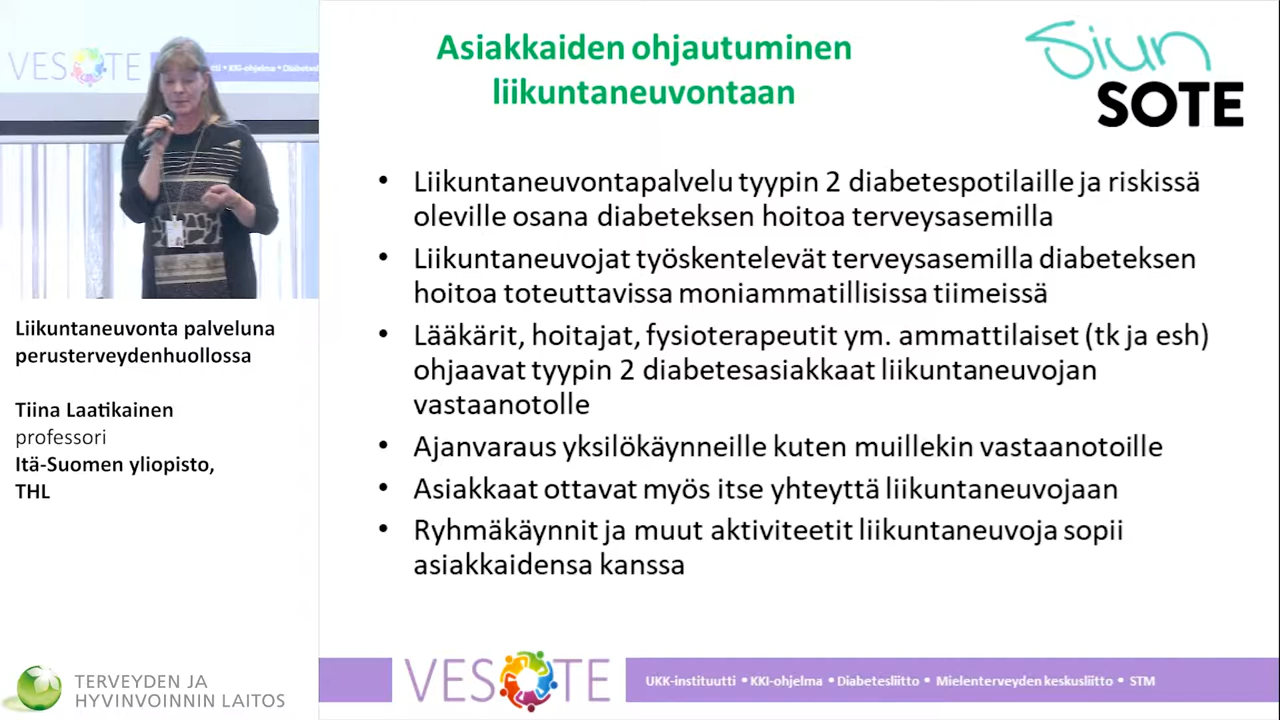 VESOTE
tti • KKI-ohjelma • Diabetesl
Liikuntaneuvonta palveluna
perusterveydenhuollossa
Tiina Laatikainen
professori
Itä-Suomen yliopisto,
THL
TERVEYDEN JA
HYVINVOINNIN LAITOS
Asiakkaiden ohjautuminen
liikuntaneuvontaan
Siun
SOTE
• Liikuntaneuvontapalvelu tyypin 2 diabetespotilaille ja riskissä
oleville osana diabeteksen hoitoa terveysasemilla
• Liikuntaneuvojat työskentelevät terveysasemilla diabeteksen
hoitoa toteuttavissa moniammatillisissa tiimeissä
• Lääkärit, hoitajat, fysioterapeutit ym. ammattilaiset (tk ja esh)
ohjaavat tyypin 2 diabetesasiakkaat liikuntaneuvojan
vastaanotolle
• Ajanvaraus yksilökäynneille kuten muillekin vastaanotoille
• Asiakkaat ottavat myös itse yhteyttä liikuntaneuvojaan
• Ryhmäkäynnit ja muut aktiviteetit liikuntaneuvoja sopii
asiakkaidensa kanssa
VESOTE
UKK-instituutti • KKI-ohjelma • Diabetesliitto • Mielenterveyden keskusliitto • STM